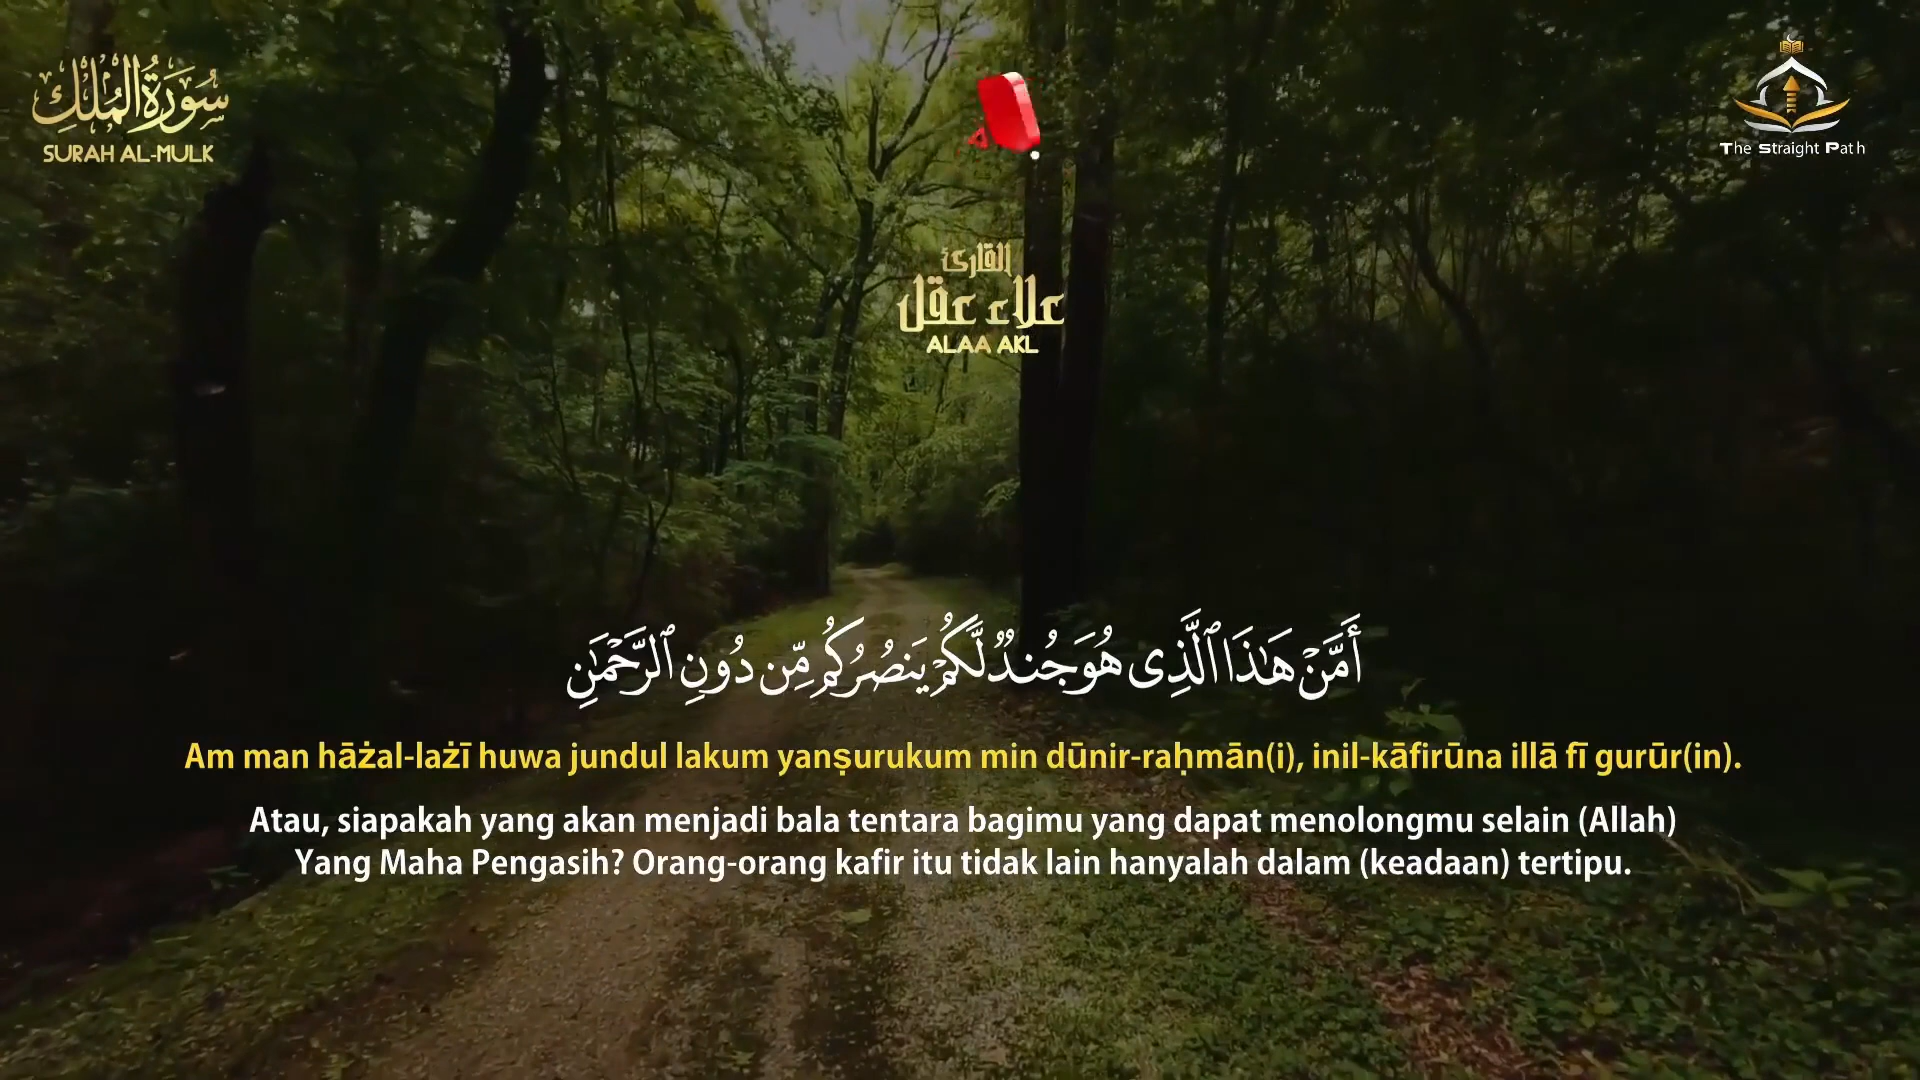 سُورَةُ المُلْكِ
SURAH AL-MULK
The Straight Path
القارئ
علاء عقل
ALAA AKL
أَمَّنْ هَـٰذَا ٱلَّذِى هُوَ جُندٌ لَّكُمْ يَنصُرُكُم مِّن دُونِ ٱلرَّحْمَـٰنِ
Am man hāżal-lażī huwa jundul lakum yanṣurukum min dūnir-raḥmān(i), inil-kāfirūna illā fī gurūr(in).
Atau, siapakah yang akan menjadi bala tentara bagimu yang dapat menolongmu selain (Allah)
Yang Maha Pengasih? Orang-orang kafir itu tidak lain hanyalah dalam (keadaan) tertipu.